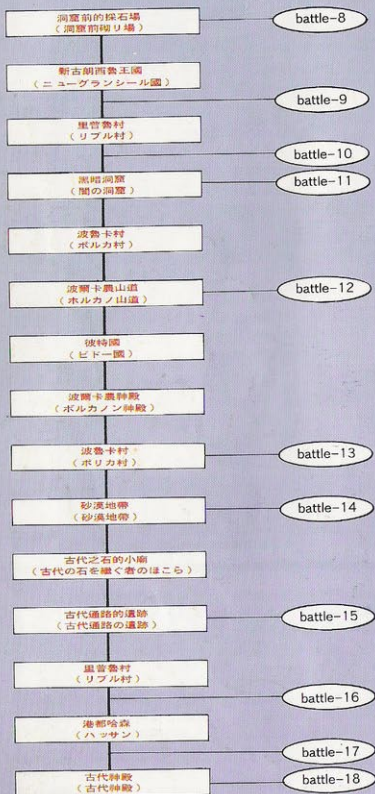 洞窟前的採石場
(洞窟前砌リ場)
battle-8
新古朗西魯王國
(ニューグランシール國)
battle-9
里普魯村
(リブル村)
battle-10
黑暗洞窟
(闇の洞窟)
battle-11
波魯卡村
(ボルカ村)
波爾卡農山道
(ホルカノ山道)
battle-12
彼特國
(ビドー國)
波爾卡農神殿
(ボルカノン神殿)
波魯卡村
(ポリカ村)
battle-13
砂漠地帶
(砂漠地帶)
battle-14
古代之石的小廟
(古代の石を繼ぐ者のほこら)
古代通路的遺跡
(古代通路の遺跡)
battle-15
里普魯村
(リブル村)
battle-16
港都哈森
(ハッサン)
battle-17
古代神殿
(古代神殿)
battle-18